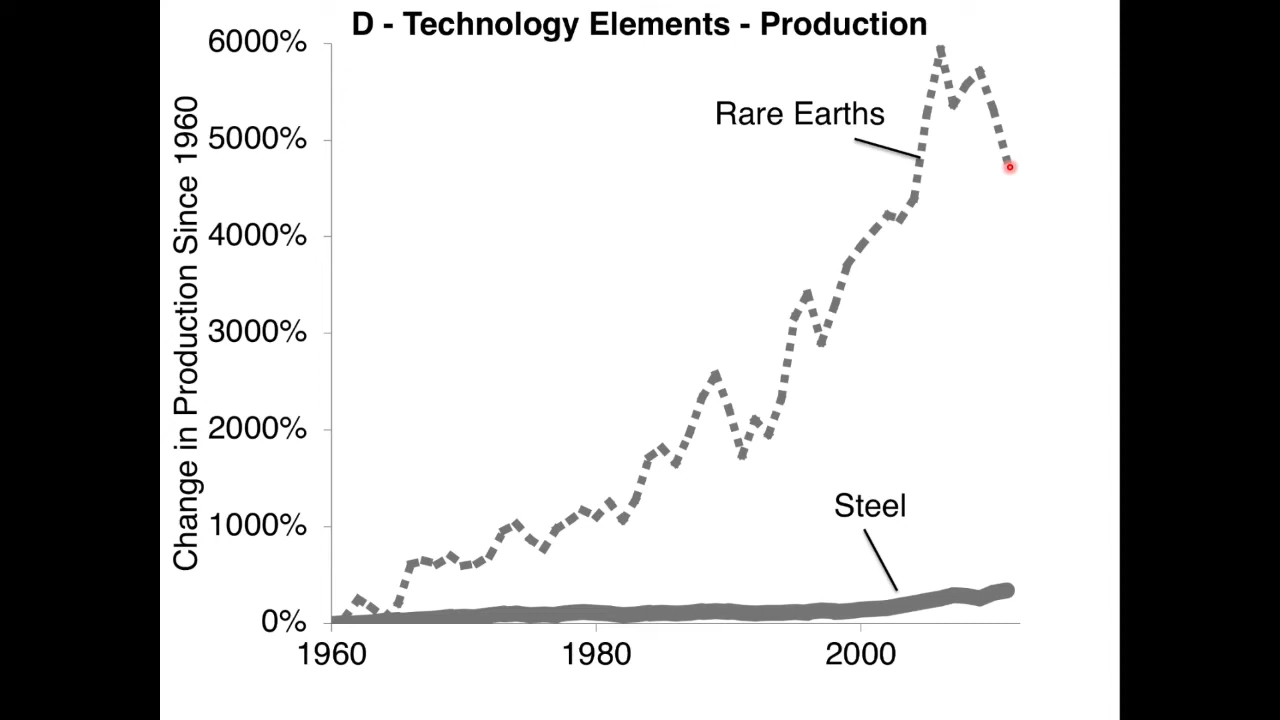 D - Technology Elements - Production
Change in Production Since 1960
6000%
5000%
4000%
3000%
2000%
1000%
0%
Rare Earths
Steel
1960
1980
2000